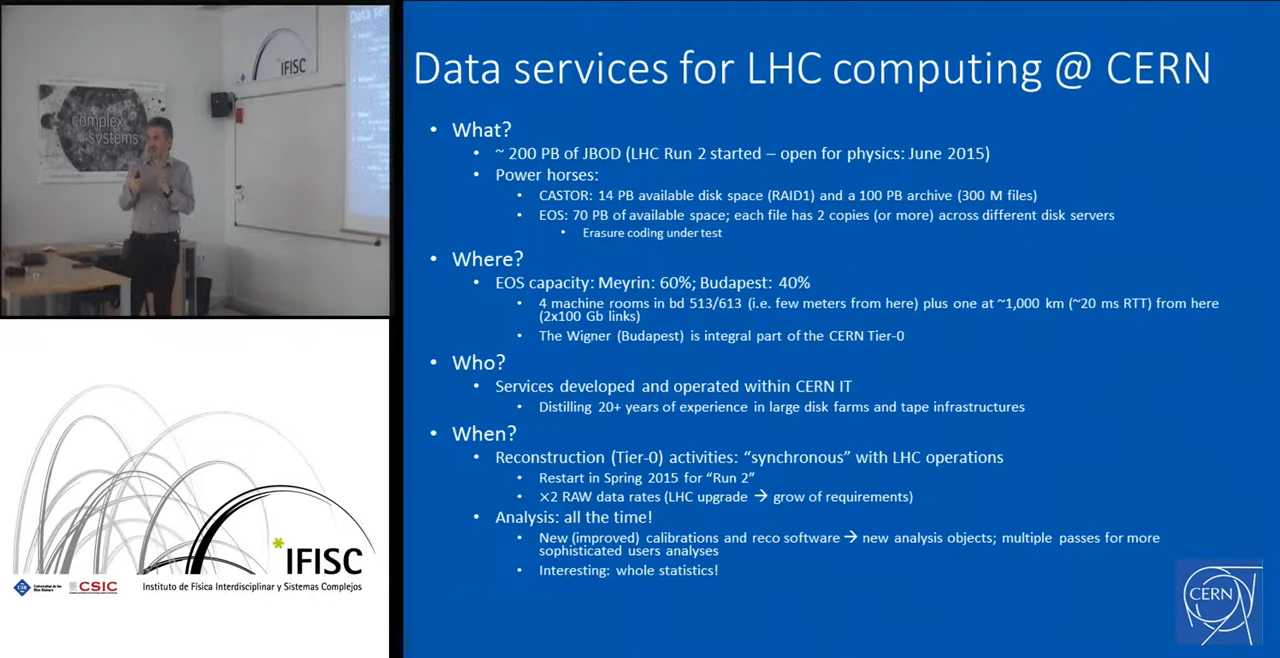 Data se
IFISC
complex
systems
Data services for LHC computing @ CERN
• What?
• ~ 200 PB of JBOD (LHC Run 2 started – open for physics: June 2015)
• Power horses:
• CASTOR: 14 PB available disk space (RAID1) and a 100 PB archive (300 M files)
• EOS: 70 PB of available space; each file has 2 copies (or more) across different disk servers
• Erasure coding under test
• Where?
• EOS capacity: Meyrin: 60%; Budapest: 40%
• 4 machine rooms in bd 513/613 (i.e. few meters from here) plus one at ~1,000 km (~20 ms RTT) from here
(2x100 Gb links)
• The Wigner (Budapest) is integral part of the CERN Tier-0
• Who?
• Services developed and operated within CERN IT
• Distilling 20+ years of experience in large disk farms and tape infrastructures
• When?
• Reconstruction (Tier-0) activities: “synchronous” with LHC operations
• Restart in Spring 2015 for “Run 2”
• ×2 RAW data rates (LHC upgrade → grow of requirements)
• Analysis: all the time!
• New (improved) calibrations and reco software → new analysis objects; multiple passes for more
sophisticated users analyses
• Interesting: whole statistics!
CERN
*IFISC
CSIC
Instituto de Física Interdisciplinar y Sistemas Complejos